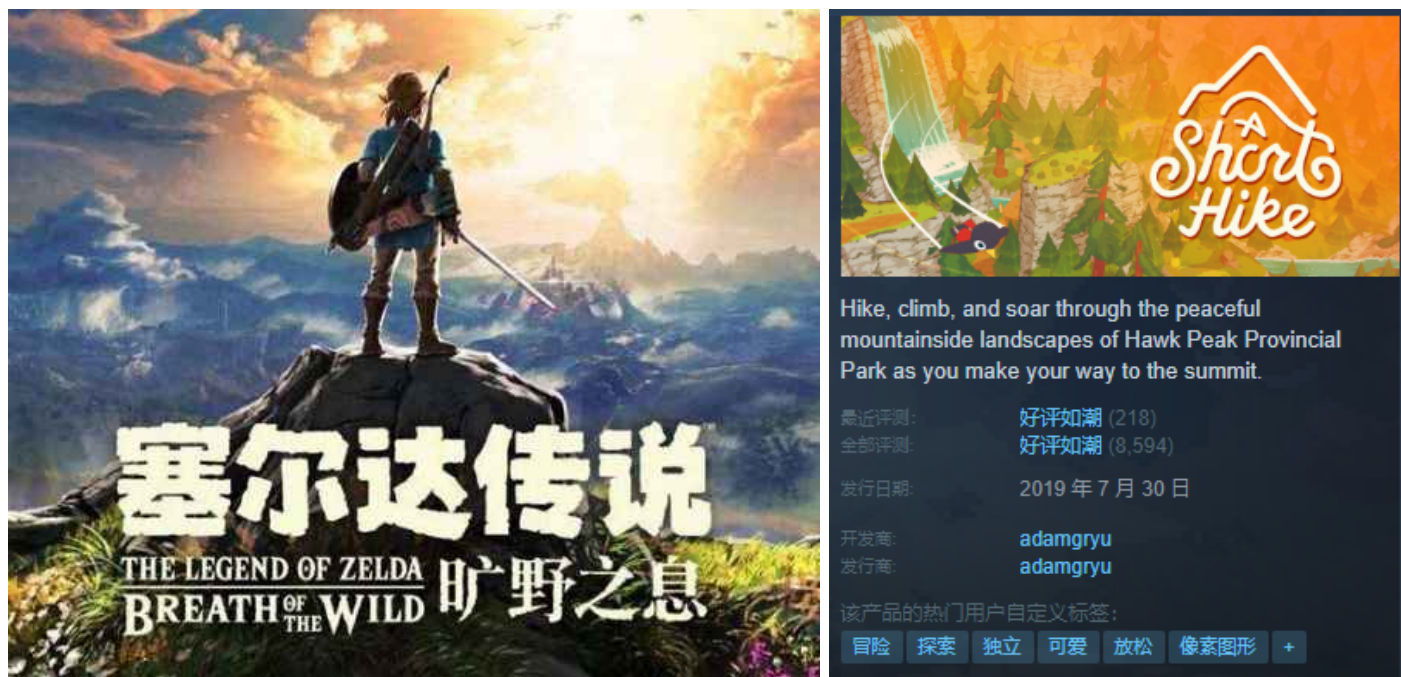 塞尔达传说
THE LEGEND OF ZELDA
BREATH OF THE WILD
旷野之息
A
Short
Hike
Hike, climb, and soar through the peaceful
mountainside landscapes of Hawk Peak Provincial
Park as you make your way to the summit.
最近评测: 好评如潮 (218)
全部评测: 好评如潮 (8,594)
发行日期: 2019 年 7 月 30 日
开发商: adamgryu
发行商: adamgryu
该产品的热门用户自定义标签:
冒险 探索 独立 可爱 放松 像素图形 +